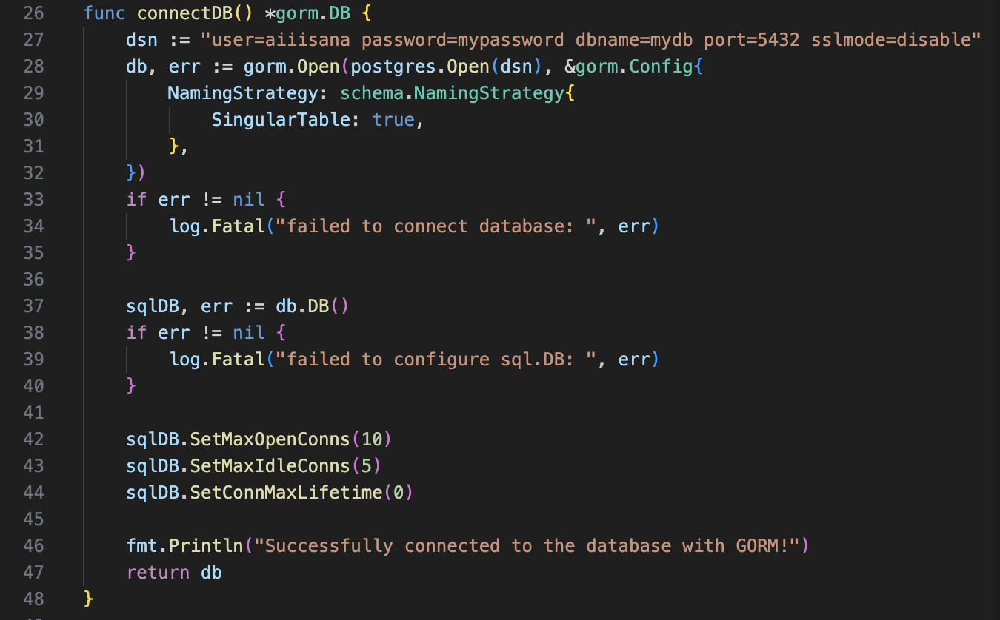 26 func connectDB() *gorm.DB {
27     dsn := "user=aiiisana password=mypassword dbname=mydb port=5432 sslmode=disable"
28     db, err := gorm.Open(postgres.Open(dsn), &gorm.Config{
29         NamingStrategy: schema.NamingStrategy{
30             SingularTable: true,
31         },
32     })
33     if err != nil {
34         log.Fatal("failed to connect database: ", err)
35     }
36
37     sqlDB, err := db.DB()
38     if err != nil {
39         log.Fatal("failed to configure sql.DB: ", err)
40     }
41
42     sqlDB.SetMaxOpenConns(10)
43     sqlDB.SetMaxIdleConns(5)
44     sqlDB.SetConnMaxLifetime(0)
45
46     fmt.Println("Successfully connected to the database with GORM!")
47     return db
48 }